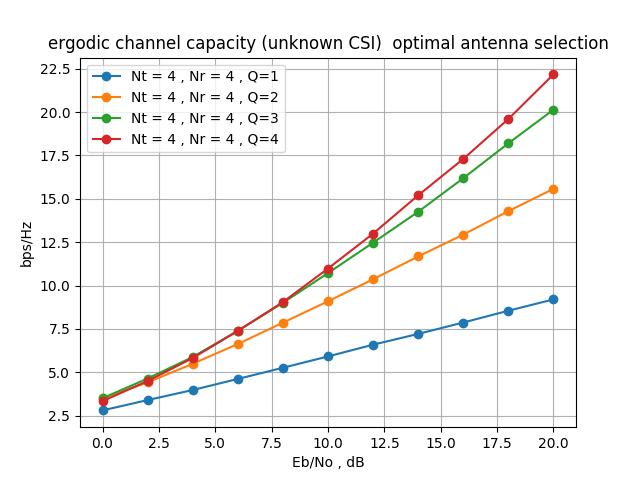 ergodic channel capacity (unknown CSI)  optimal antenna selection
22.5
20.0
17.5
15.0
12.5
10.0
7.5
5.0
2.5
bps/Hz
Nt = 4 , Nr = 4 , Q=1
Nt = 4 , Nr = 4 , Q=2
Nt = 4 , Nr = 4 , Q=3
Nt = 4 , Nr = 4 , Q=4
0.0 2.5 5.0 7.5 10.0 12.5 15.0 17.5 20.0
Eb/No , dB